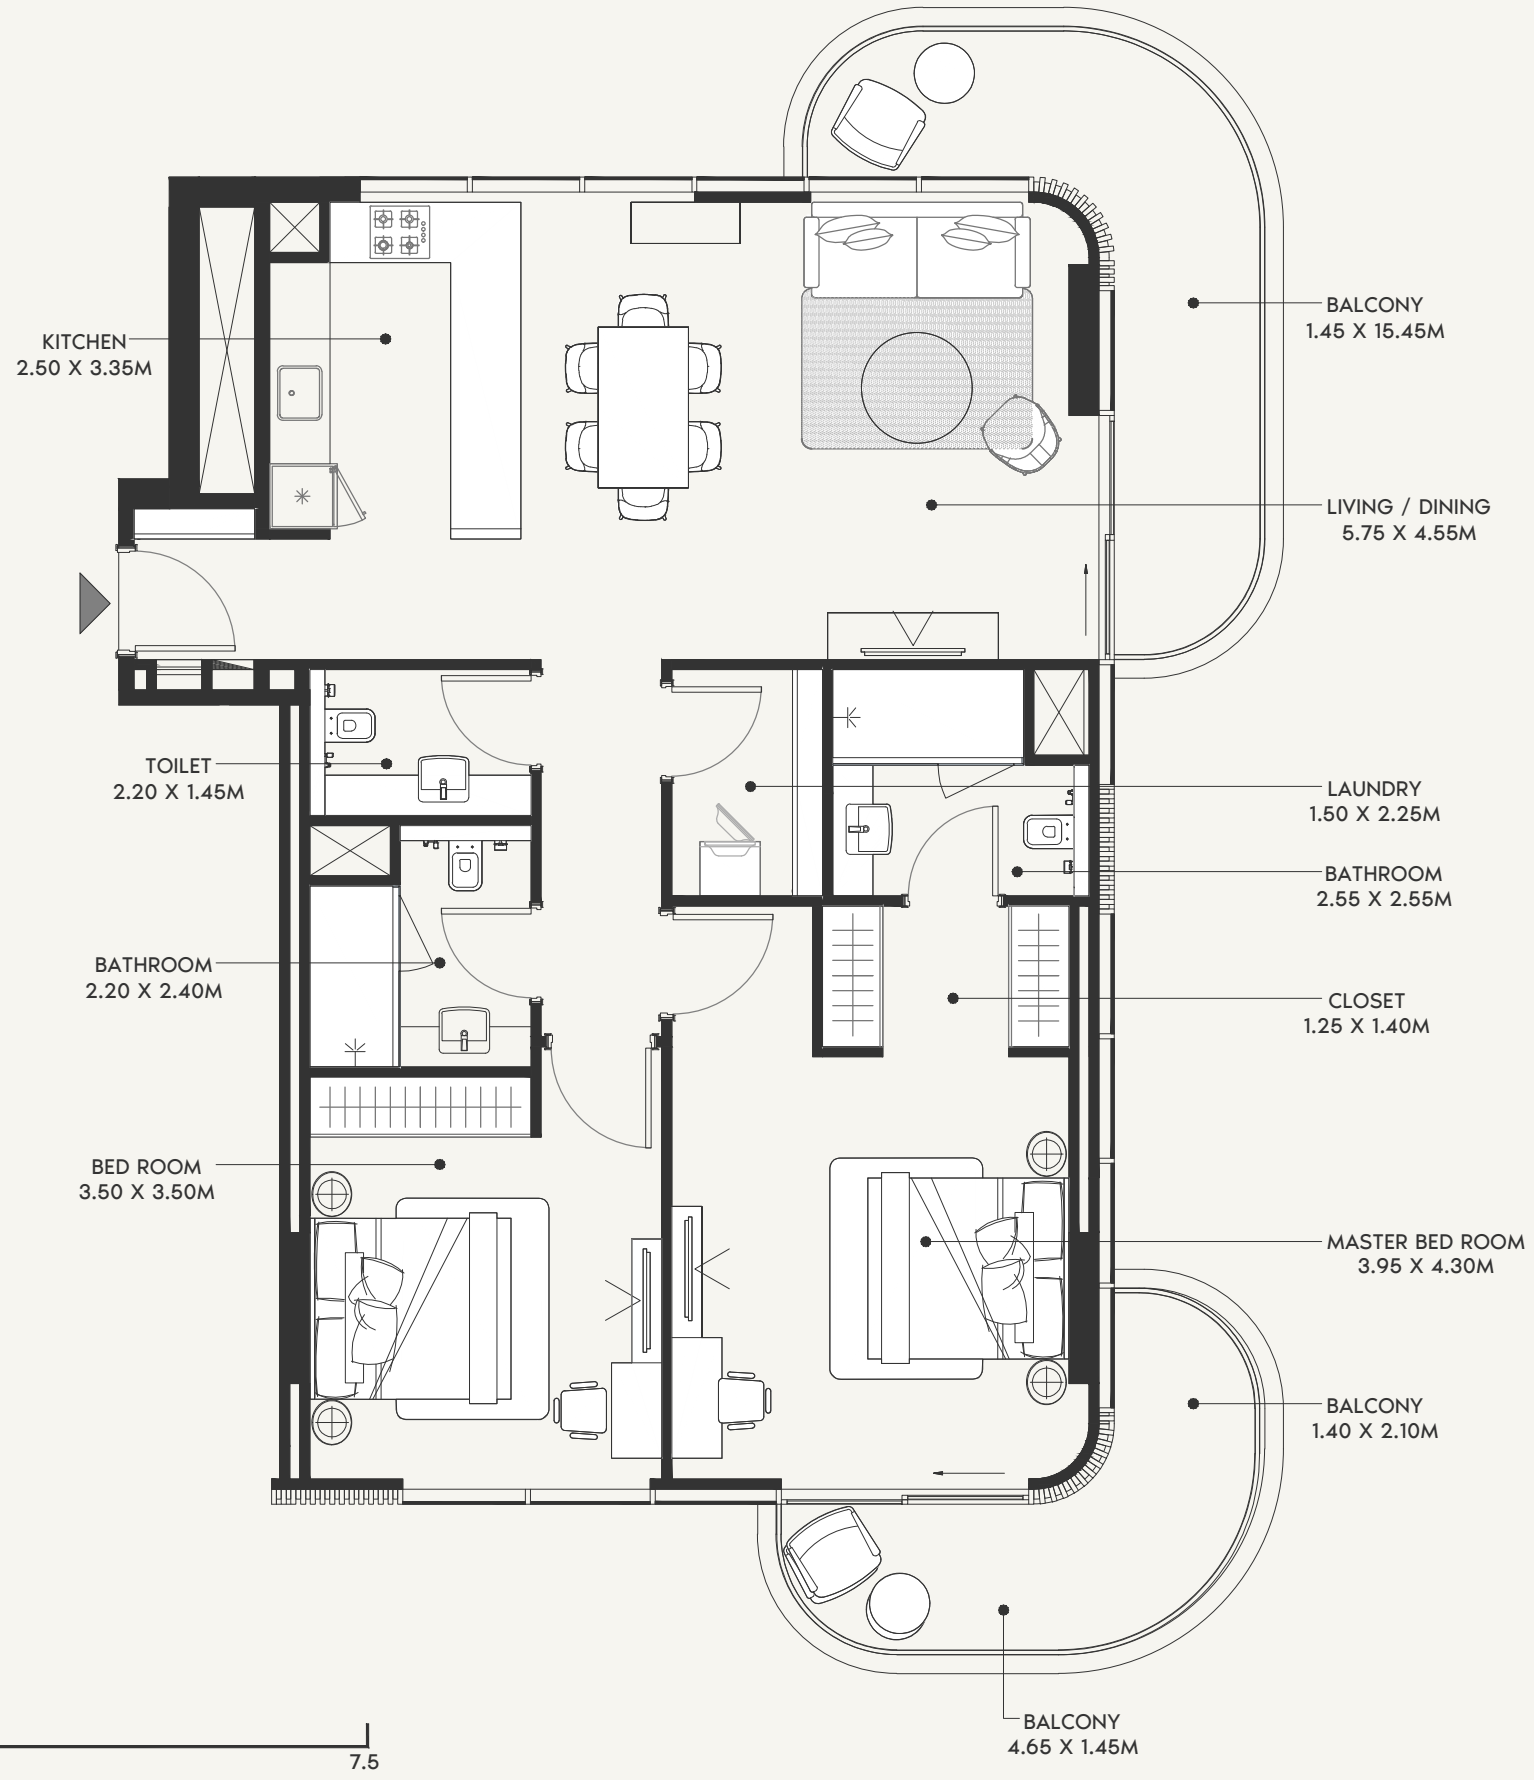 BALCONY
1.45 X 15.45M
KITCHEN
2.50 X 3.35M
LIVING / DINING
5.75 X 4.55M
TOILET
2.20 X 1.45M
LAUNDRY
1.50 X 2.25M
BATHROOM
2.55 X 2.55M
BATHROOM
2.20 X 2.40M
CLOSET
1.25 X 1.40M
BED ROOM
3.50 X 3.50M
MASTER BED ROOM
3.95 X 4.30M
BALCONY
1.40 X 2.10M
BALCONY
4.65 X 1.45M
7.5